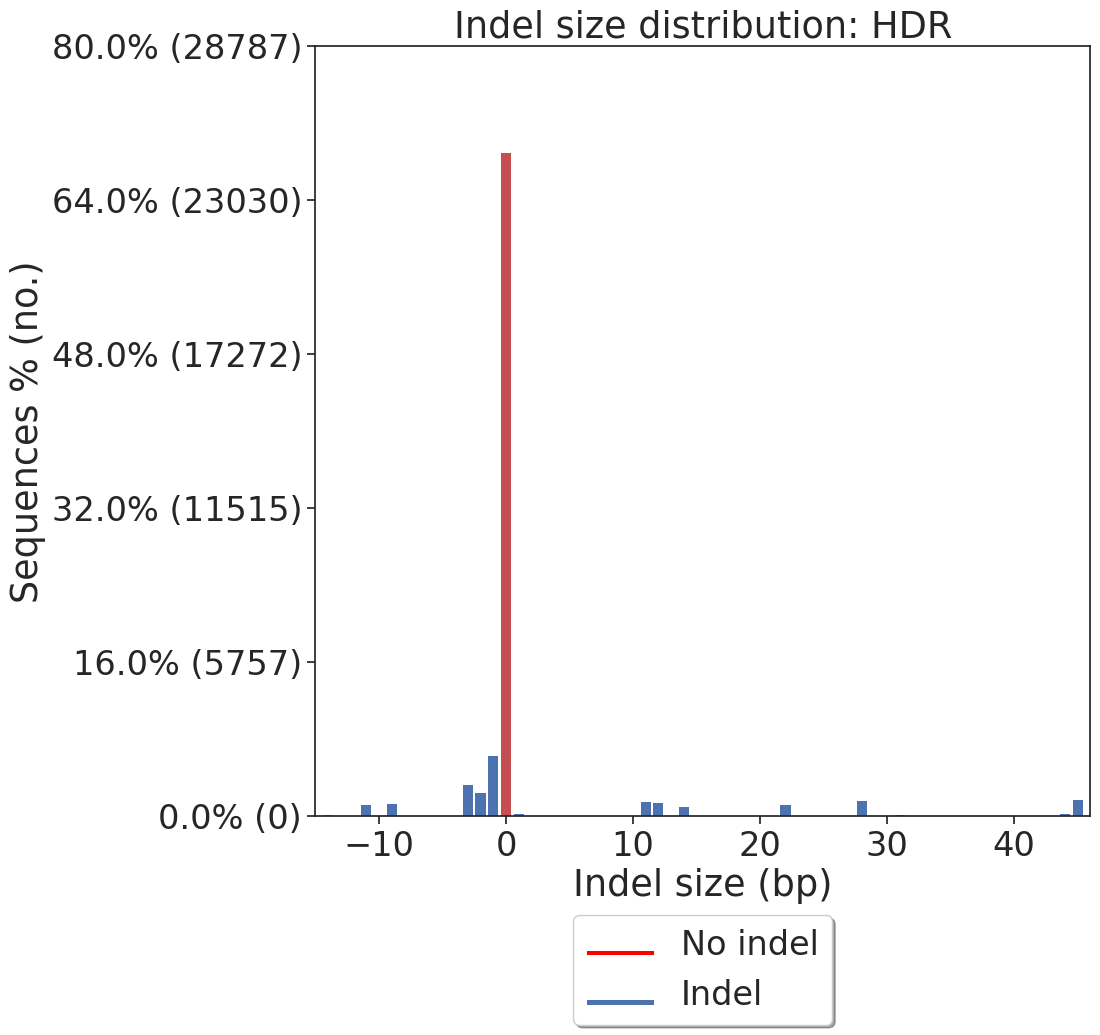 Indel size distribution: HDR
80.0% (28787)
64.0% (23030)
48.0% (17272)
32.0% (11515)
16.0% (5757)
0.0% (0)
Sequences % (no.)
−10 0 10 20 30 40
Indel size (bp)
No indel
Indel